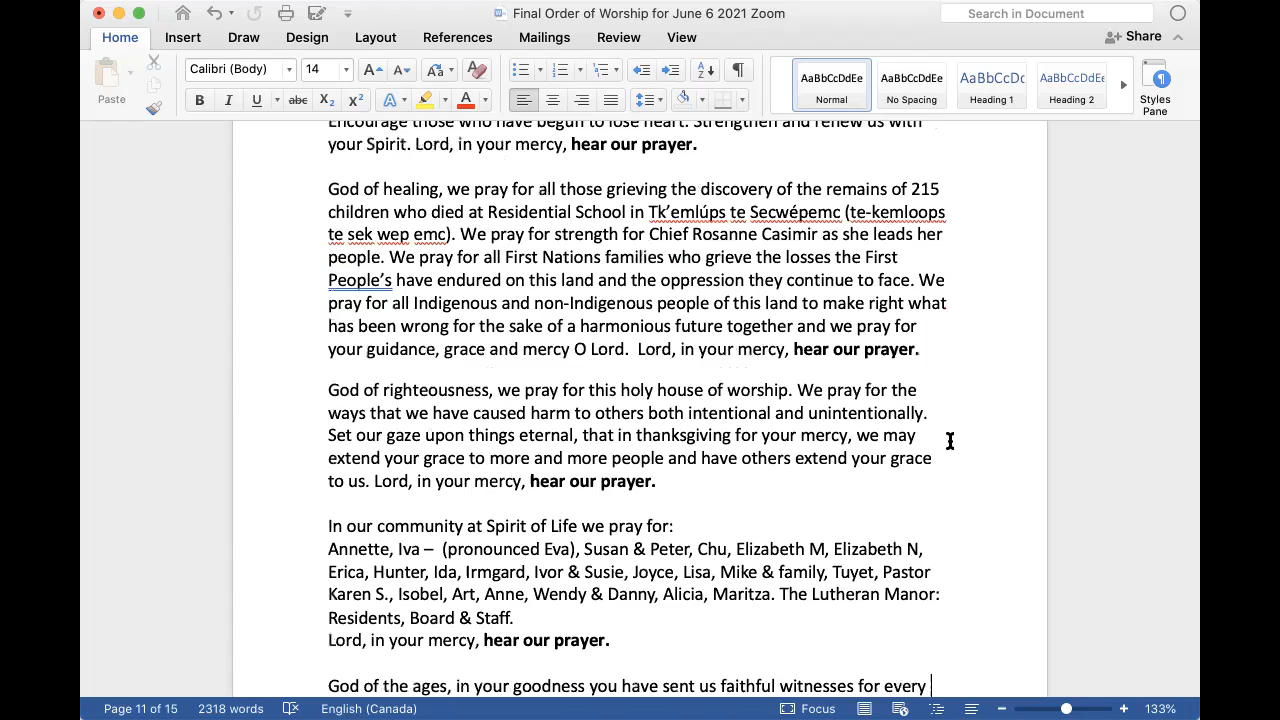 Final Order of Worship for June 6 2021 Zoom
Search in Document
Home Insert Draw Design Layout References Mailings Review View
Share
Paste
Calibri (Body) 14
AaBbCcDdEe AaBbCcDdEe AaBbCcDc AaBbCcDdEe
Normal No Spacing Heading 1 Heading 2
Styles
Pane
Encourage those who have begun to lose heart. Strengthen and renew us with
your Spirit. Lord, in your mercy, hear our prayer.
God of healing, we pray for all those grieving the discovery of the remains of 215
children who died at Residential School in Tk’emlúps te Secwépemc (te-kemloops
te sek wep emc). We pray for strength for Chief Rosanne Casimir as she leads her
people. We pray for all First Nations families who grieve the losses the First
People’s have endured on this land and the oppression they continue to face. We
pray for all Indigenous and non-Indigenous people of this land to make right what
has been wrong for the sake of a harmonious future together and we pray for
your guidance, grace and mercy O Lord.  Lord, in your mercy, hear our prayer.
God of righteousness, we pray for this holy house of worship. We pray for the
ways that we have caused harm to others both intentional and unintentionally.
Set our gaze upon things eternal, that in thanksgiving for your mercy, we may
extend your grace to more and more people and have others extend your grace
to us. Lord, in your mercy, hear our prayer.
In our community at Spirit of Life we pray for:
Annette, Iva –  (pronounced Eva), Susan & Peter, Chu, Elizabeth M, Elizabeth N,
Erica, Hunter, Ida, Irmgard, Ivor & Susie, Joyce, Lisa, Mike & family, Tuyet, Pastor
Karen S., Isobel, Art, Anne, Wendy & Danny, Alicia, Maritza. The Lutheran Manor:
Residents, Board & Staff.
Lord, in your mercy, hear our prayer.
God of the ages, in your goodness you have sent us faithful witnesses for every
Page 11 of 15 2318 words English (Canada) Focus 133%